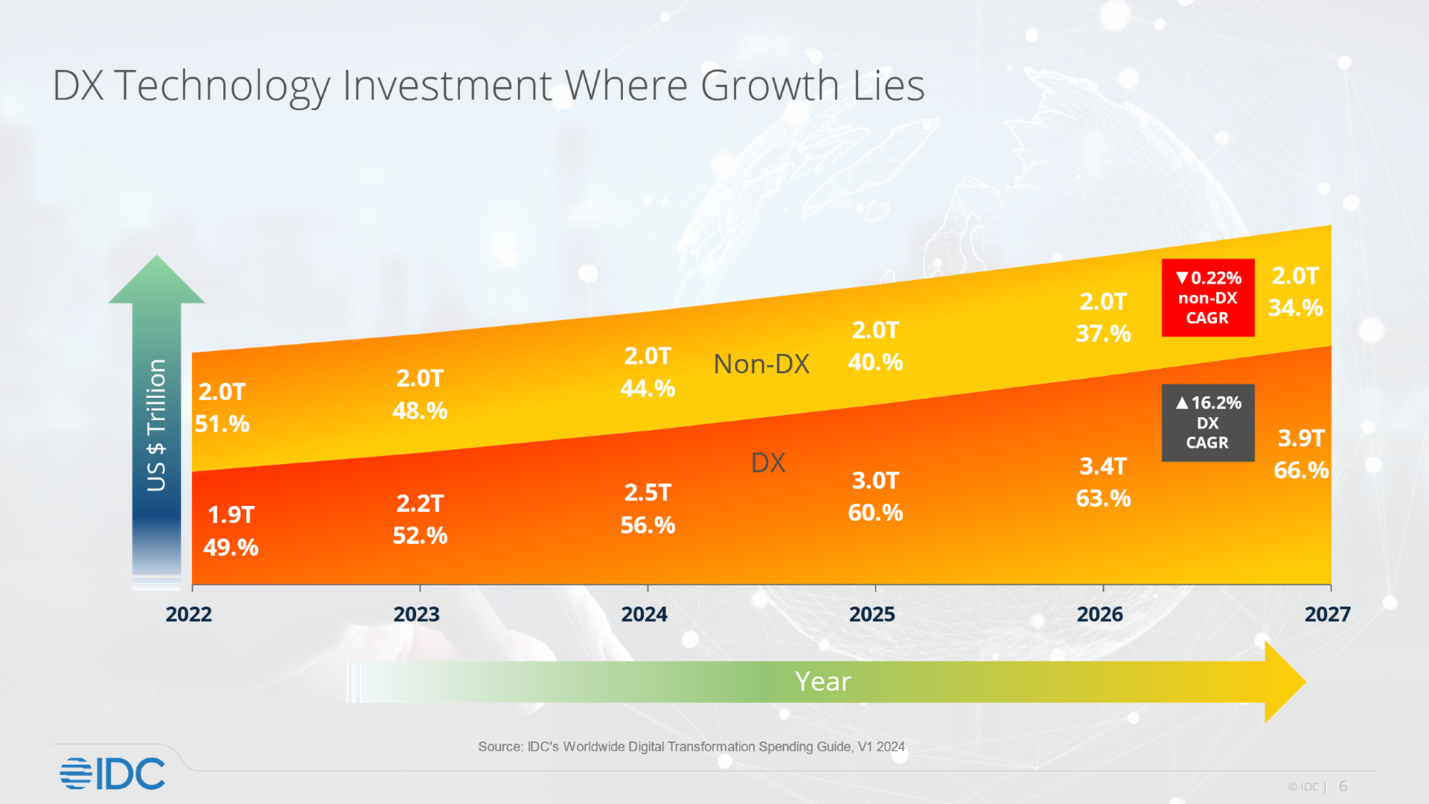 DX Technology Investment Where Growth Lies
US $ Trillion
2.0T
51.%
2.0T
48.%
2.0T
44.%
Non-DX
2.0T
40.%
2.0T
37.%
▼0.22%
non-DX
CAGR
2.0T
34.%
1.9T
49.%
2.2T
52.%
2.5T
56.%
DX
3.0T
60.%
3.4T
63.%
▲16.2%
DX
CAGR
3.9T
66.%
2022
2023
2024
2025
2026
2027
Year
Source: IDC's Worldwide Digital Transformation Spending Guide, V1 2024
IDC
© IDC | 6